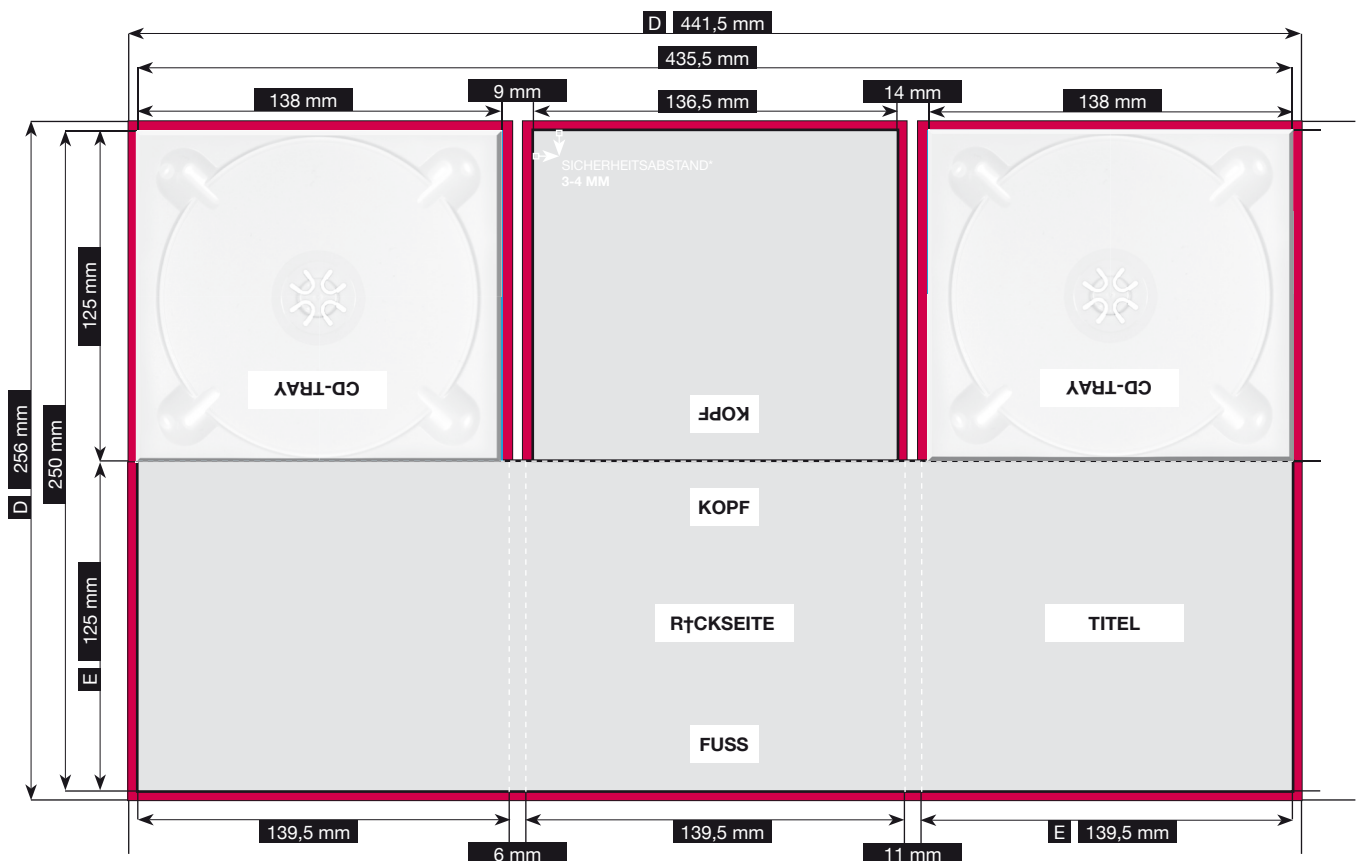 D 441,5 mm
435,5 mm
9 mm
14 mm
138 mm
136,5 mm
138 mm
SICHERHEITSABSTAND*
3-4 MM
125 mm
CD-TRAY
CD-TRAY
KOPF
D 256 mm
250 mm
KOPF
E 125 mm
R†CKSEITE
TITEL
FUSS
139,5 mm
139,5 mm
E 139,5 mm
6 mm
11 mm